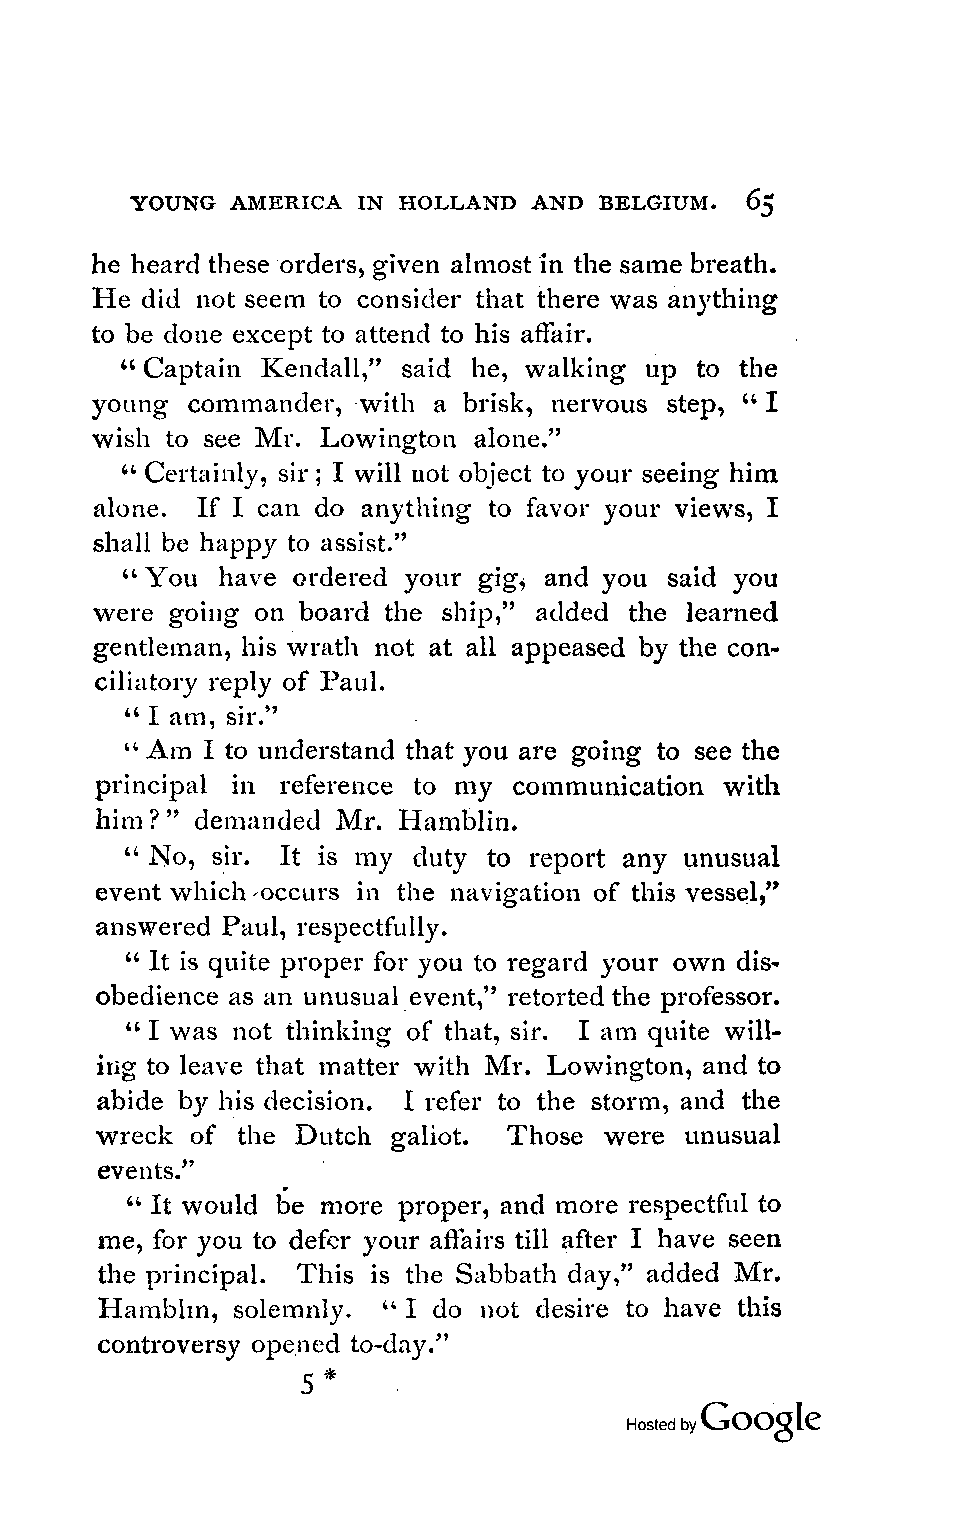 YOUNG AMERICA IN HOLLAND AND BELGIUM. 65
he heard these orders, given almost in the same breath.
He did not seem to consider that there was anything
to be done except to attend to his affair.
“Captain Kendall,” said he, walking up to the
young commander, with a brisk, nervous step, “I
wish to see Mr. Lowington alone.”
“Certainly, sir; I will not object to your seeing him
alone. If I can do anything to favor your views, I
shall be happy to assist.”
“You have ordered your gig, and you said you
were going on board the ship,” added the learned
gentleman, his wrath not at all appeased by the con-
ciliatory reply of Paul.
“I am, sir.”
“Am I to understand that you are going to see the
principal in reference to my communication with
him?” demanded Mr. Hamblin.
“No, sir. It is my duty to report any unusual
event which occurs in the navigation of this vessel,”
answered Paul, respectfully.
“It is quite proper for you to regard your own dis-
obedience as an unusual event,” retorted the professor.
“I was not thinking of that, sir. I am quite will-
ing to leave that matter with Mr. Lowington, and to
abide by his decision. I refer to the storm, and the
wreck of the Dutch galiot. Those were unusual
events.”
“It would be more proper, and more respectful to
me, for you to defer your affairs till after I have seen
the principal. This is the Sabbath day,” added Mr.
Hamblin, solemnly. “I do not desire to have this
controversy opened to-day.”
5*
Hosted by Google